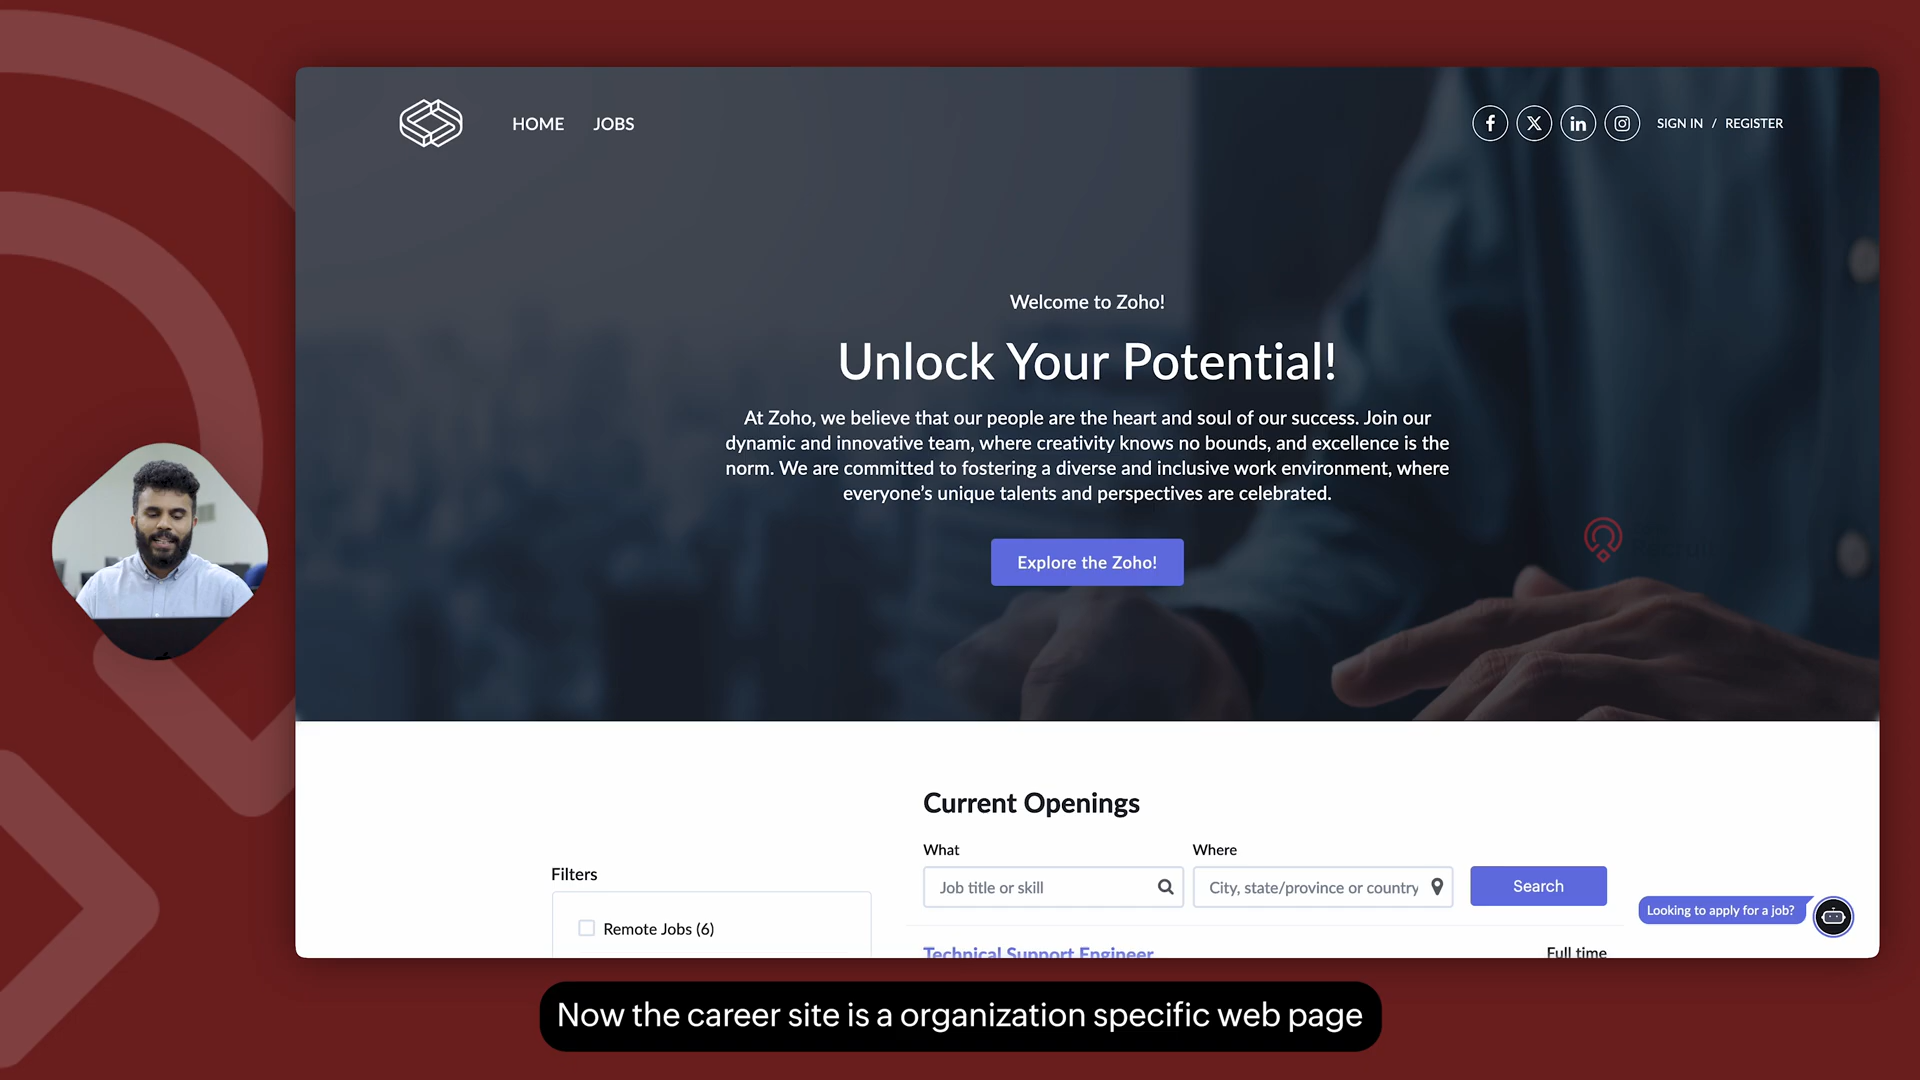 HOME JOBS
SIGN IN / REGISTER
Welcome to Zoho!
Unlock Your Potential!
At Zoho, we believe that our people are the heart and soul of our success. Join our
dynamic and innovative team, where creativity knows no bounds, and excellence is the
norm. We are committed to fostering a diverse and inclusive work environment, where
everyone's unique talents and perspectives are celebrated.
Explore the Zoho!
Current Openings
What
Where
Filters
Job title or skill
City, state/province or country
Search
Looking to apply for a job?
Remote Jobs (6)
Technical Support Engineer
Full time
Now the career site is a organization specific web page